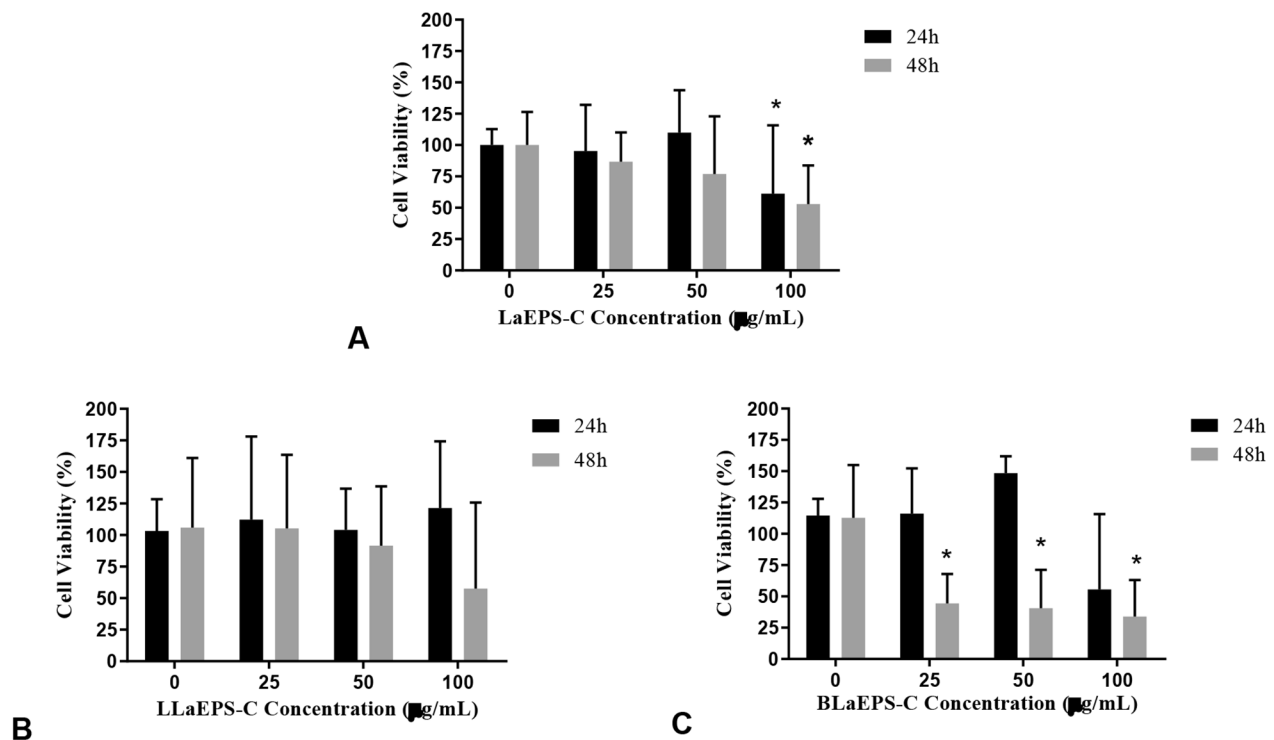 200
175
150
125
100
75
50
25
0
Cell Viability (%)
24h
48h
* *
0 25 50 100
LaEPS-C Concentration (μg/mL)
A
200
175
150
125
100
75
50
25
0
Cell Viability (%)
24h
48h
0 25 50 100
LLaEPS-C Concentration (μg/mL)
B
200
175
150
125
100
75
50
25
0
Cell Viability (%)
24h
48h
* * *
0 25 50 100
BLaEPS-C Concentration (μg/mL)
C